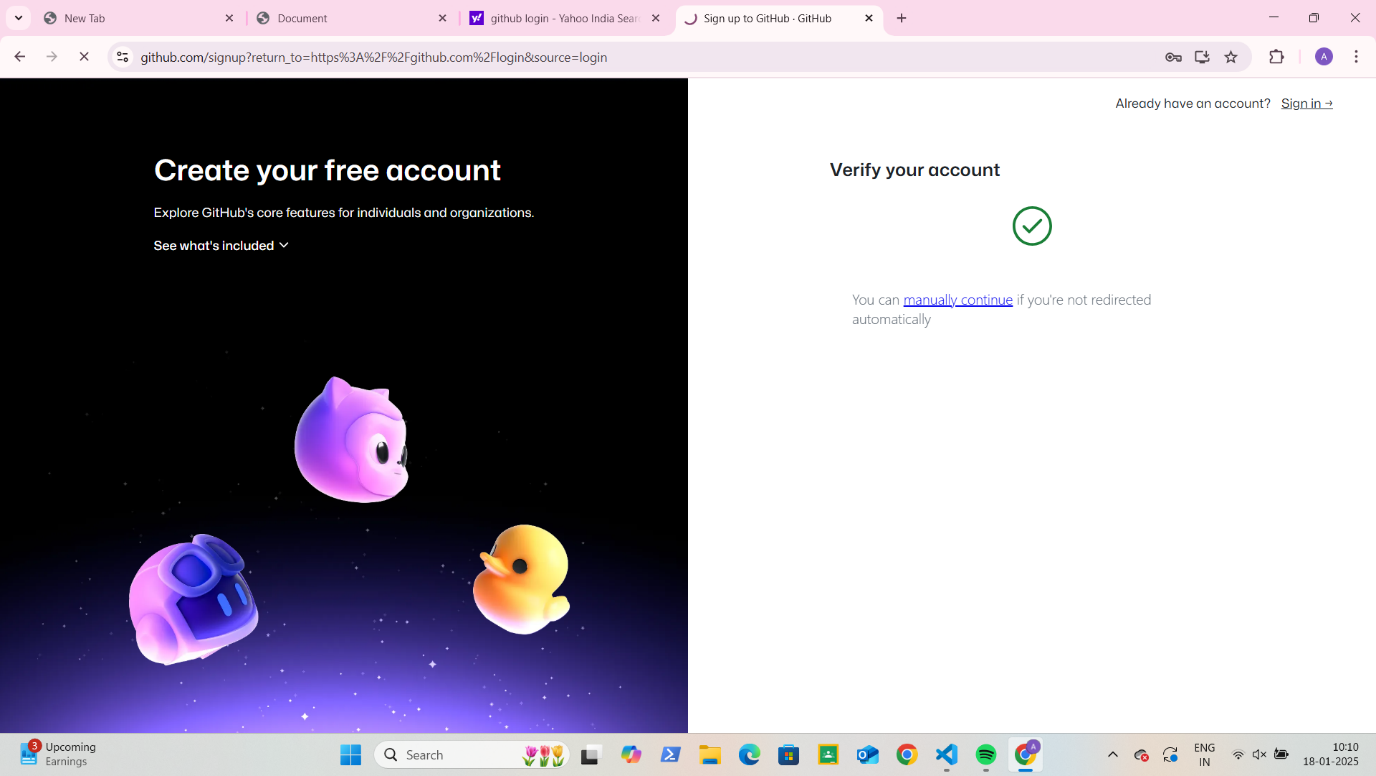 New Tab
Document
github login - Yahoo India Sear
Sign up to GitHub · GitHub
github.com/signup?return_to=https%3A%2F%2Fgithub.com%2Flogin&source=login
A
Already have an account? Sign in →
Create your free account
Explore GitHub's core features for individuals and organizations.
See what's included
Verify your account
You can manually continue if you're not redirected
automatically
3
Upcoming
Earnings
Search
A
ENG
IN
10:10
18-01-2025